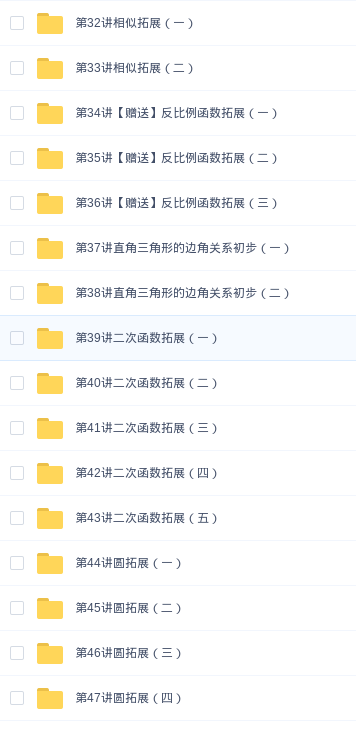 第32讲相似拓展（一）
第33讲相似拓展（二）
第34讲【赠送】反比例函数拓展（一）
第35讲【赠送】反比例函数拓展（二）
第36讲【赠送】反比例函数拓展（三）
第37讲直角三角形的边角关系初步（一）
第38讲直角三角形的边角关系初步（二）
第39讲二次函数拓展（一）
第40讲二次函数拓展（二）
第41讲二次函数拓展（三）
第42讲二次函数拓展（四）
第43讲二次函数拓展（五）
第44讲圆拓展（一）
第45讲圆拓展（二）
第46讲圆拓展（三）
第47讲圆拓展（四）